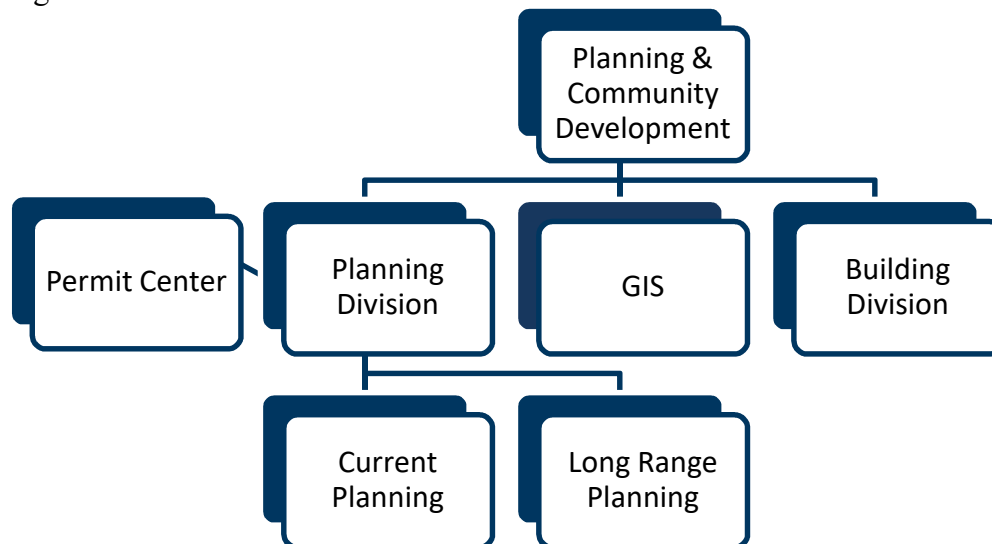 Planning &
Community
Development
Permit Center
Planning
Division
GIS
Building
Division
Current
Planning
Long Range
Planning